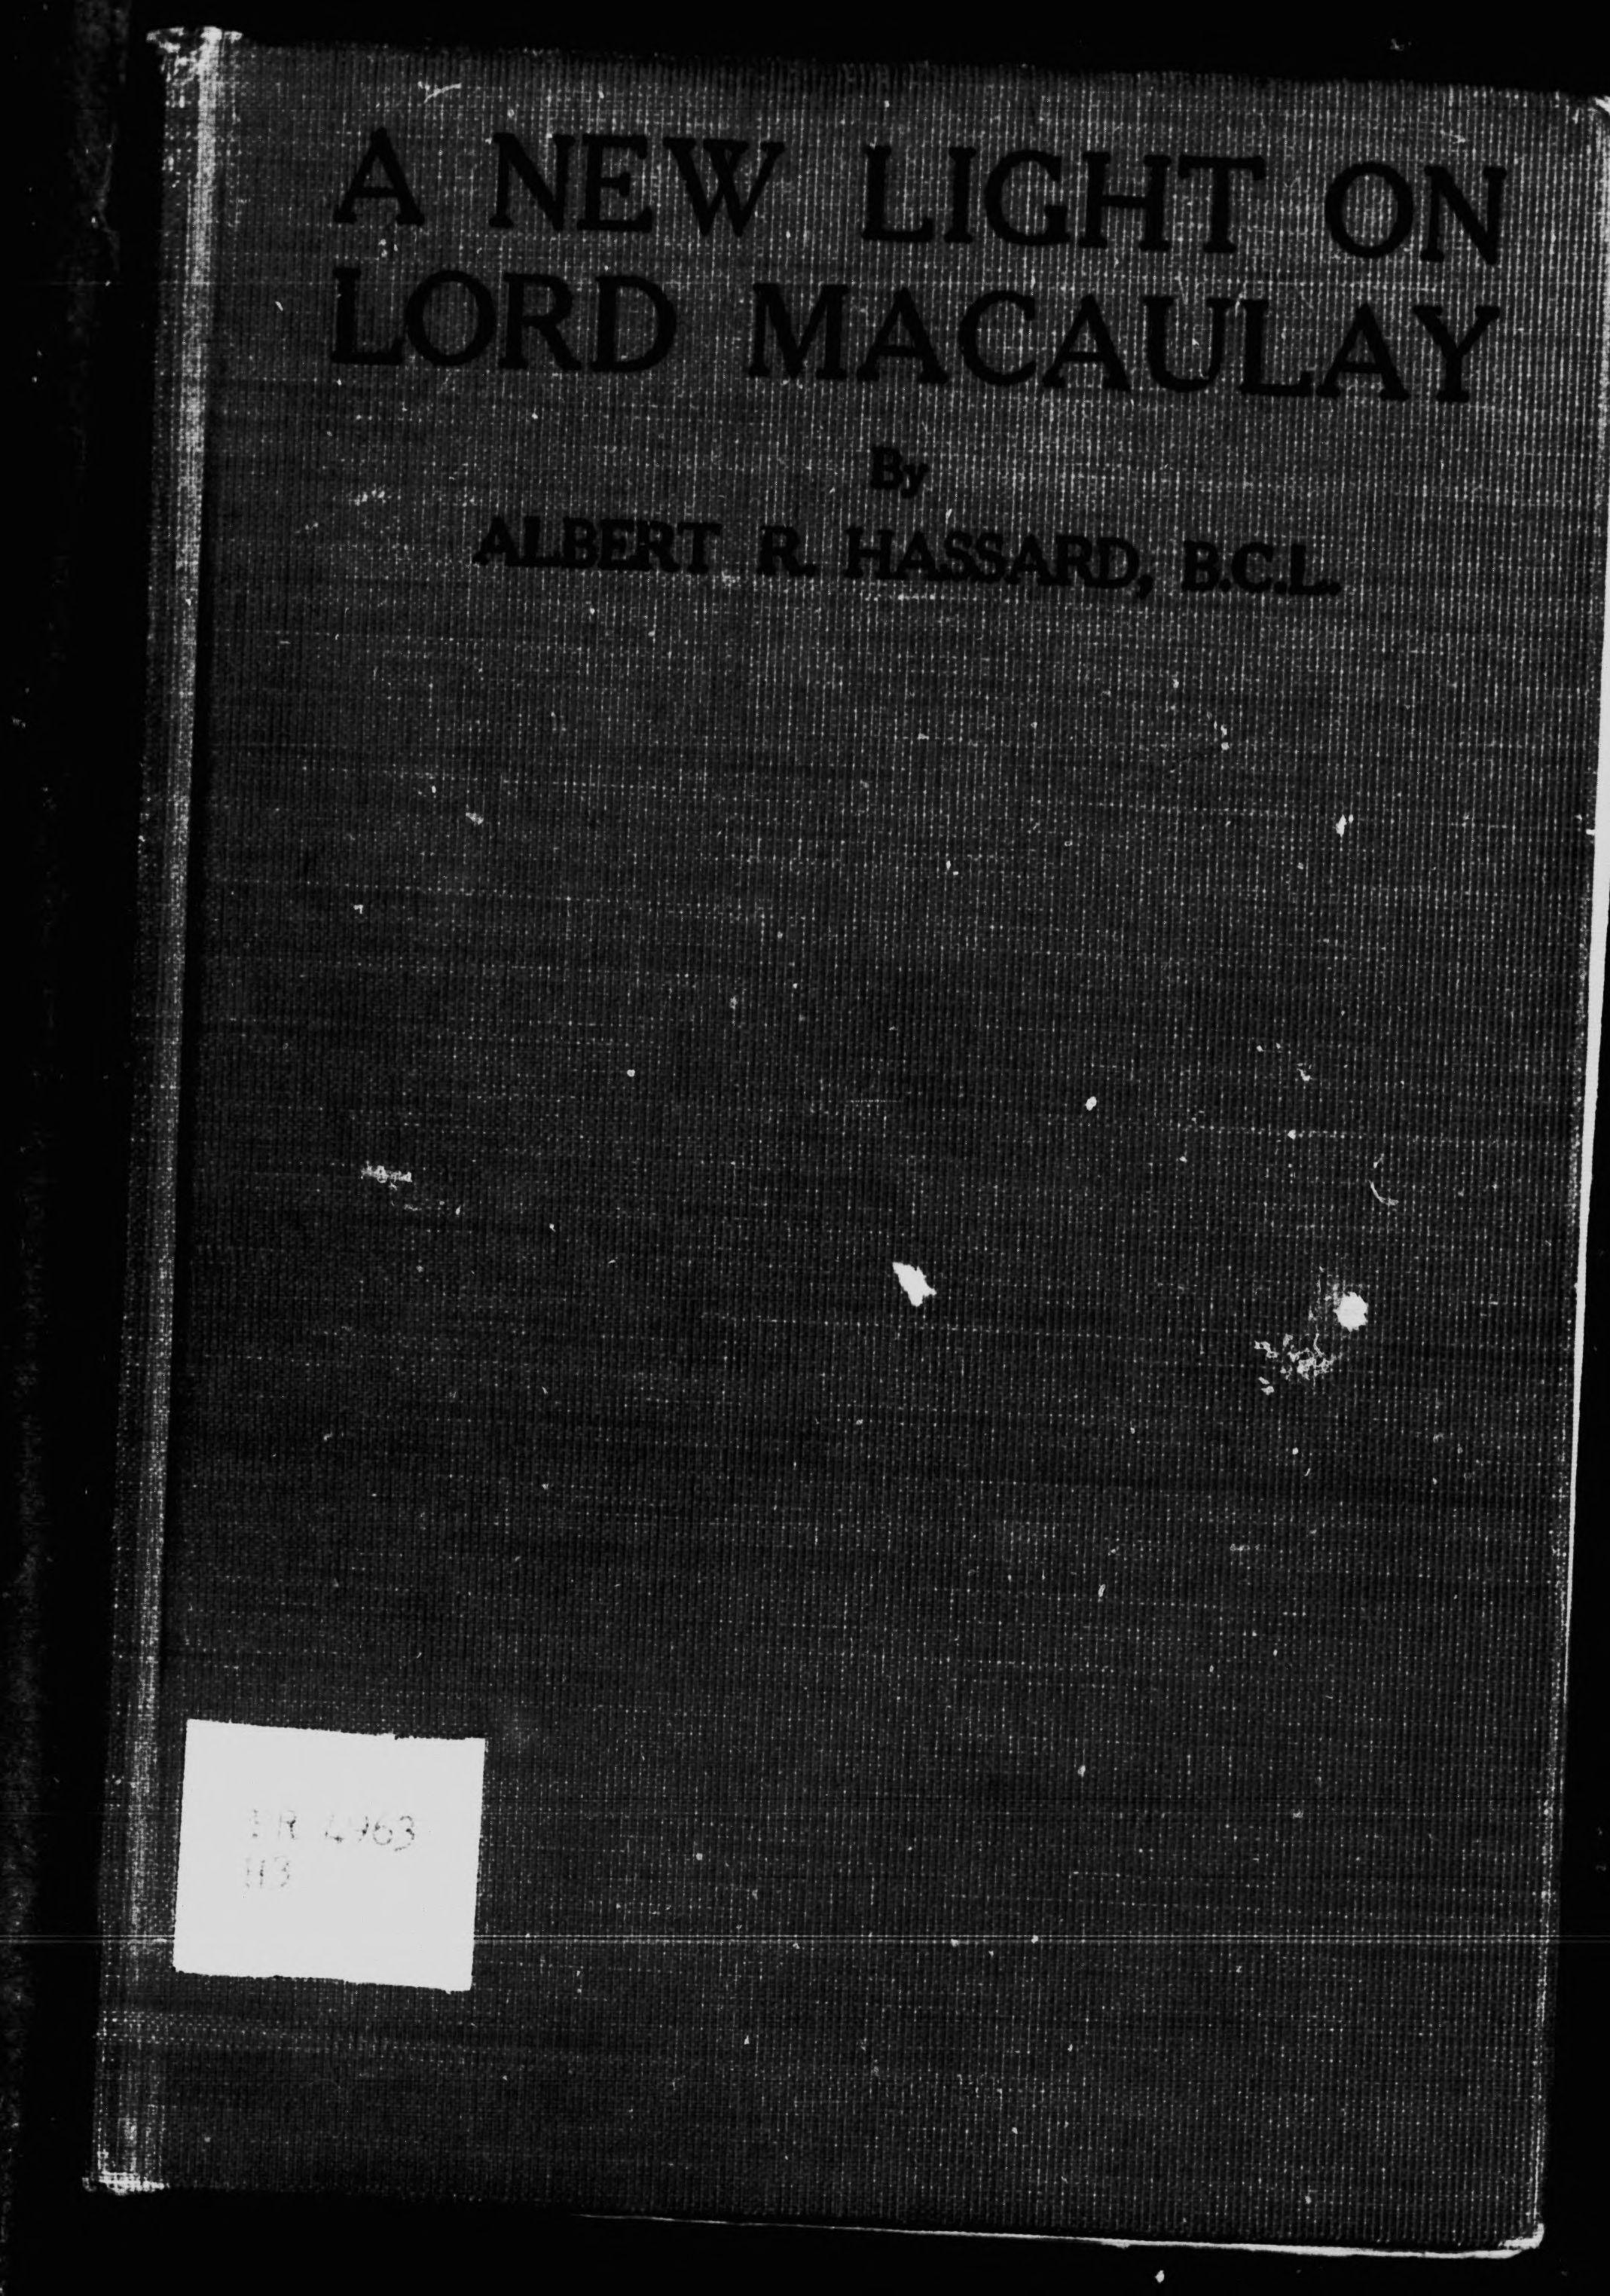 A NEW LIGHT ON
LORD MACAULAY
By
ALBERT R. HASSARD, B.C.L.
PR 4963
H3